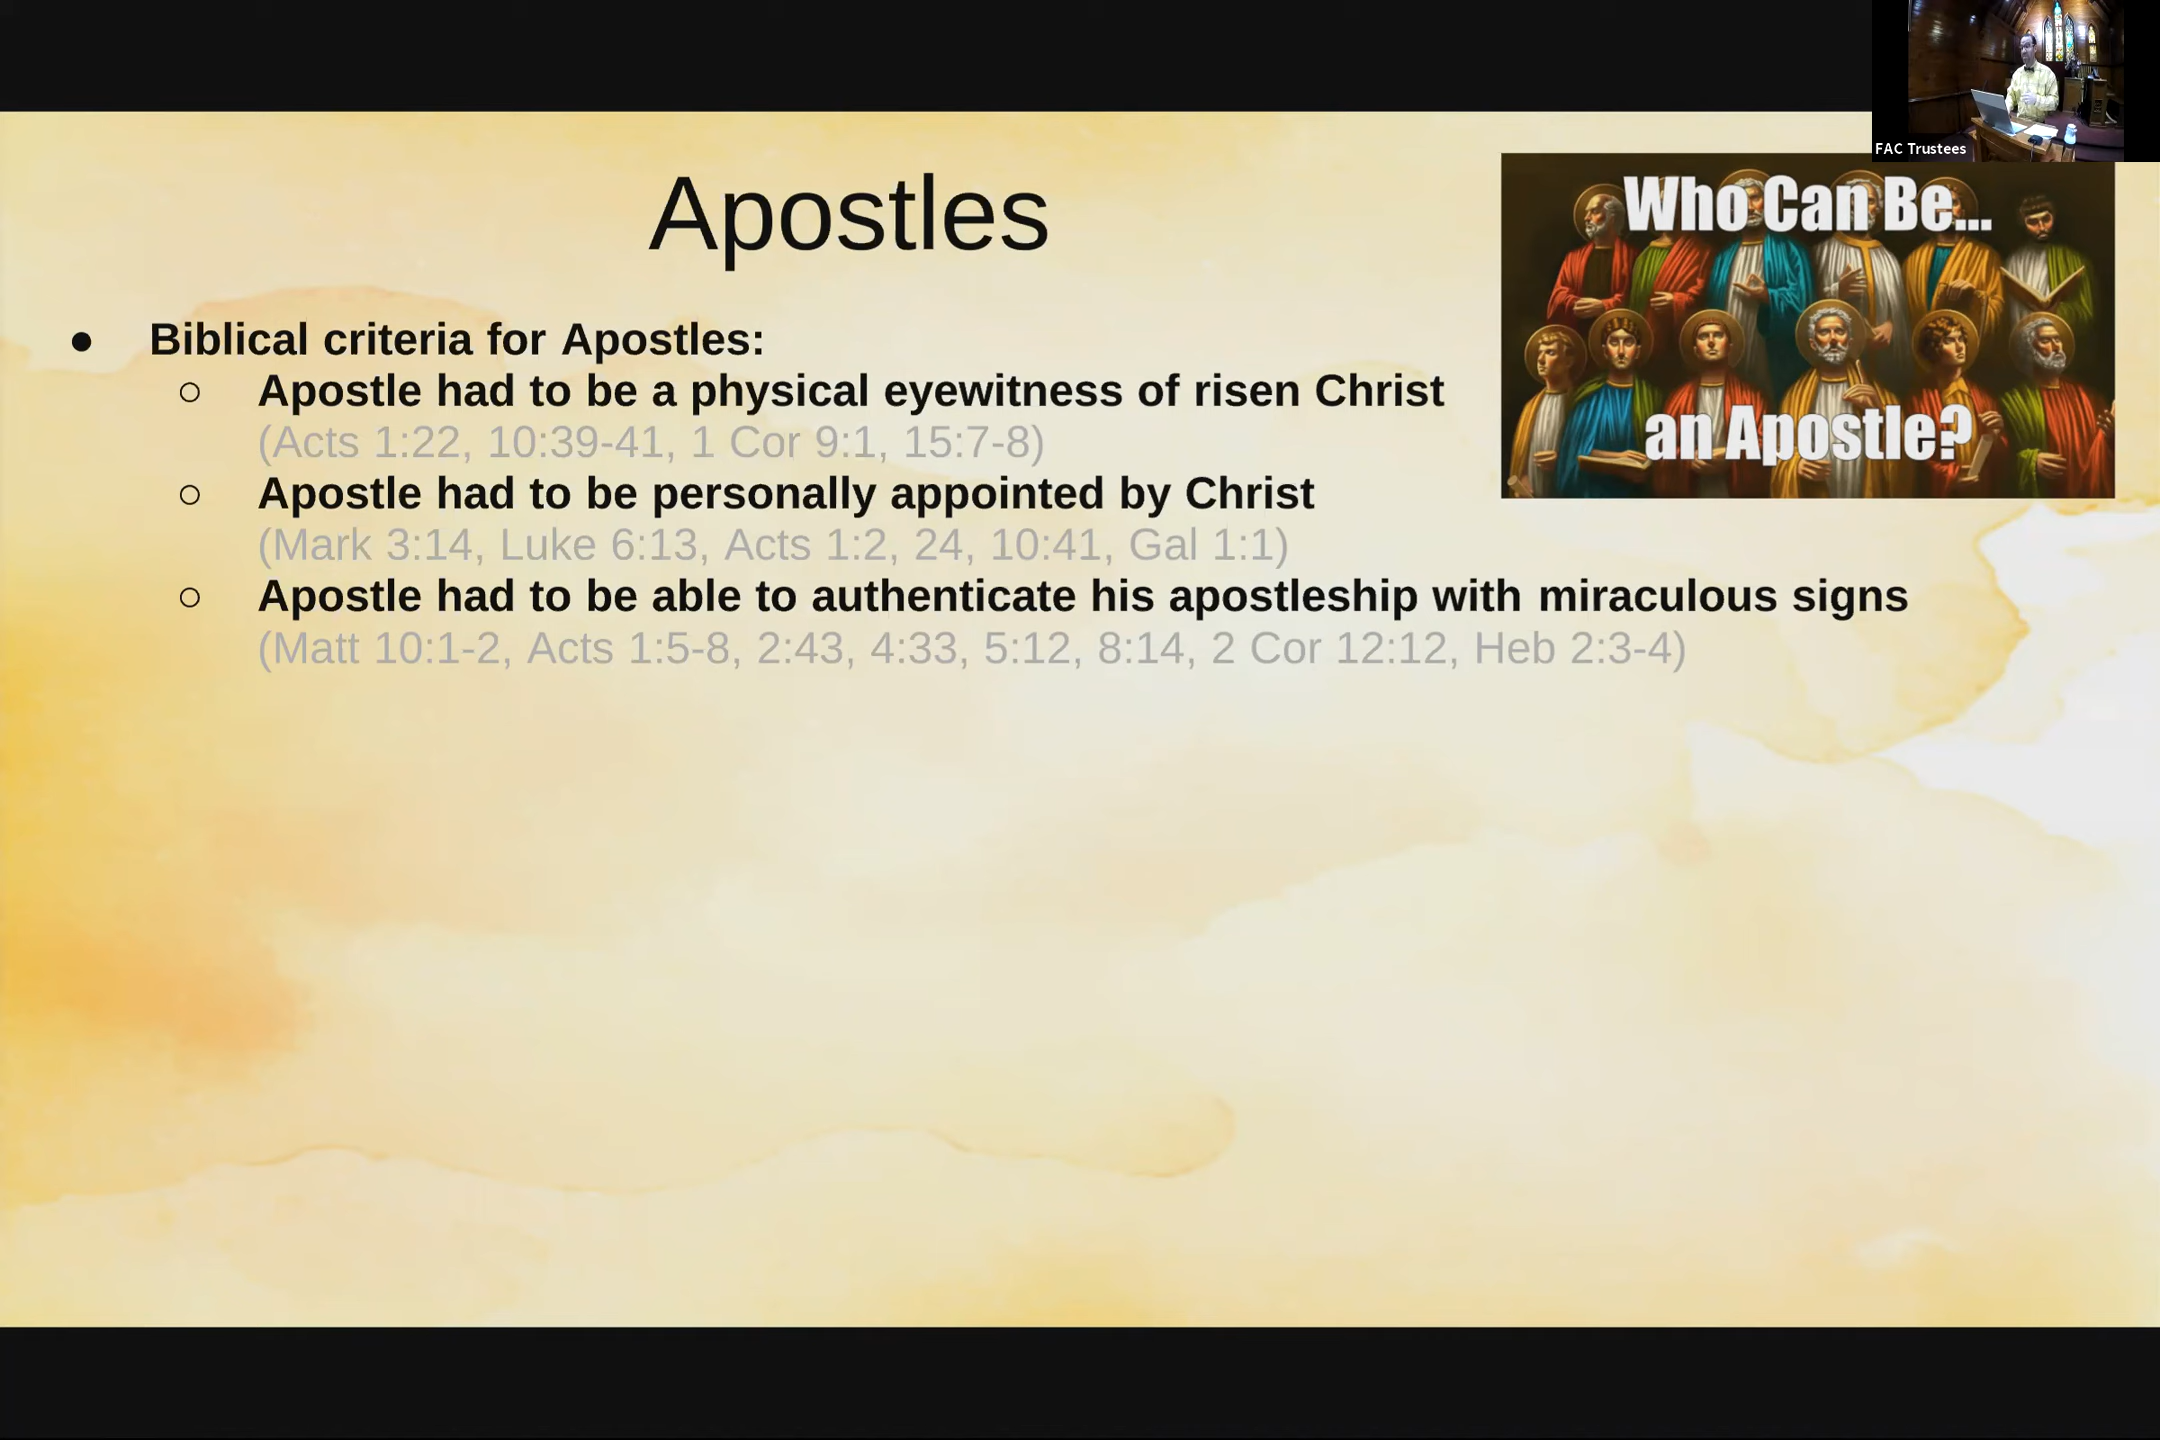 FAC Trustees
Apostles
Who Can Be...
an Apostle?
● Biblical criteria for Apostles:
○ Apostle had to be a physical eyewitness of risen Christ
(Acts 1:22, 10:39-41, 1 Cor 9:1, 15:7-8)
○ Apostle had to be personally appointed by Christ
(Mark 3:14, Luke 6:13, Acts 1:2, 24, 10:41, Gal 1:1)
○ Apostle had to be able to authenticate his apostleship with miraculous signs
(Matt 10:1-2, Acts 1:5-8, 2:43, 4:33, 5:12, 8:14, 2 Cor 12:12, Heb 2:3-4)